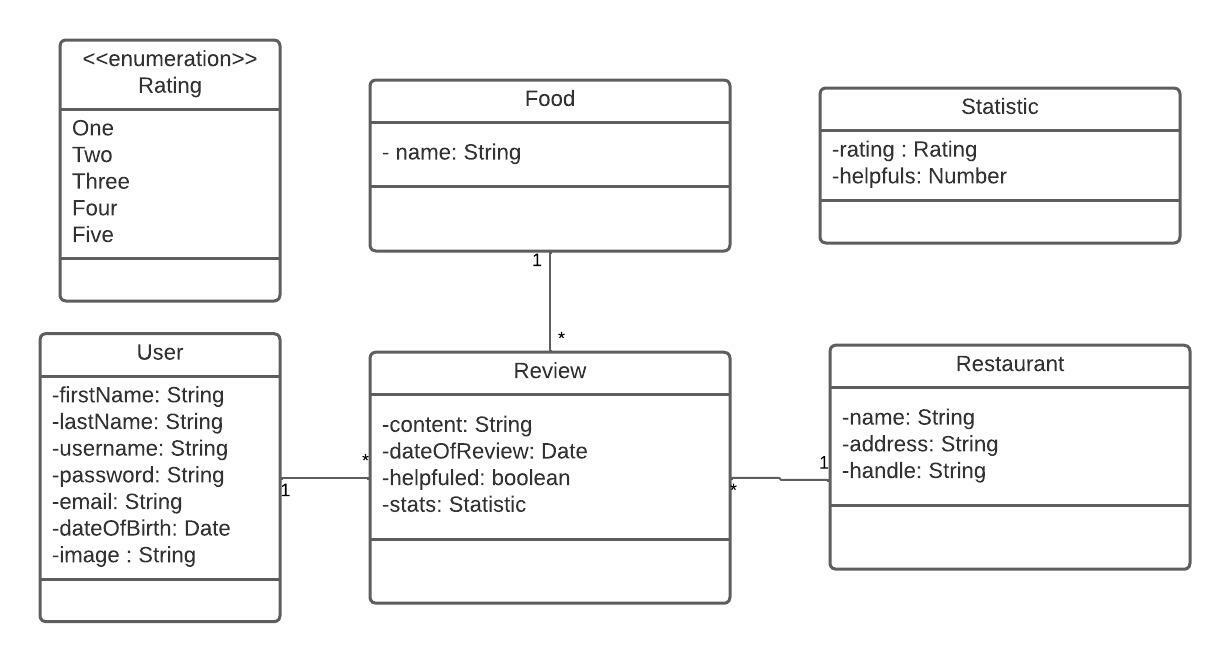 <<enumeration>>
Rating
One
Two
Three
Four
Five
Food
- name: String
Statistic
-rating : Rating
-helpfuls: Number
1
*
User
-firstName: String
-lastName: String
-username: String
-password: String
-email: String
-dateOfBirth: Date
-image : String
1
*
Review
-content: String
-dateOfReview: Date
-helpfuled: boolean
-stats: Statistic
*
1
Restaurant
-name: String
-address: String
-handle: String